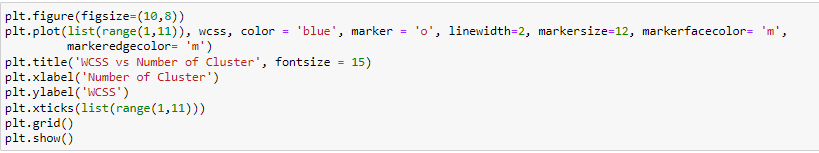 plt.figure(figsize=(10,8))
plt.plot(list(range(1,11)), wcss, color = 'blue', marker = 'o', linewidth=2, markersize=12, markerfacecolor= 'm',
         markeredgecolor= 'm')
plt.title('WCSS vs Number of Cluster', fontsize = 15)
plt.xlabel('Number of Cluster')
plt.ylabel('WCSS')
plt.xticks(list(range(1,11)))
plt.grid()
plt.show()